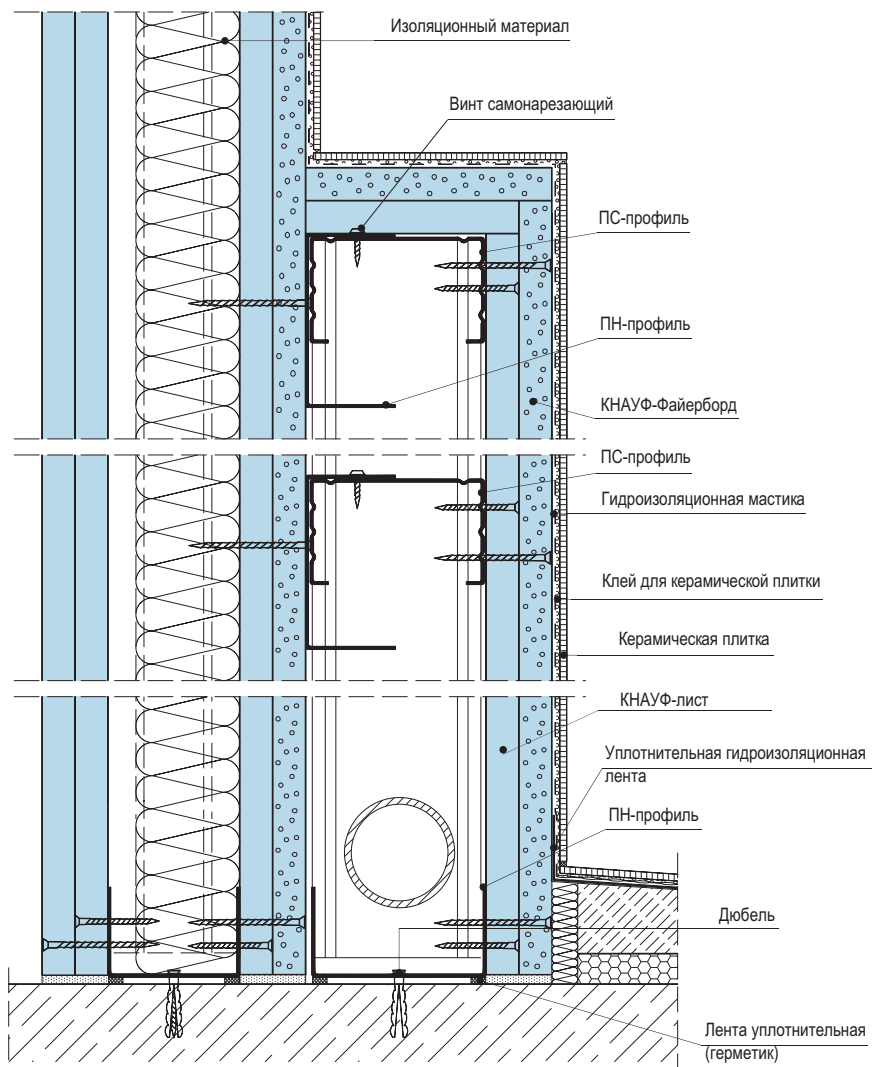 Изоляционный материал
Винт самонарезающий
ПС-профиль
ПН-профиль
КНАУФ-Файерборд
ПС-профиль
Гидроизоляционная мастика
Клей для керамической плитки
Керамическая плитка
КНАУФ-лист
Уплотнительная гидроизоляционная
лента
ПН-профиль
Дюбель
Лента уплотнительная
(герметик)